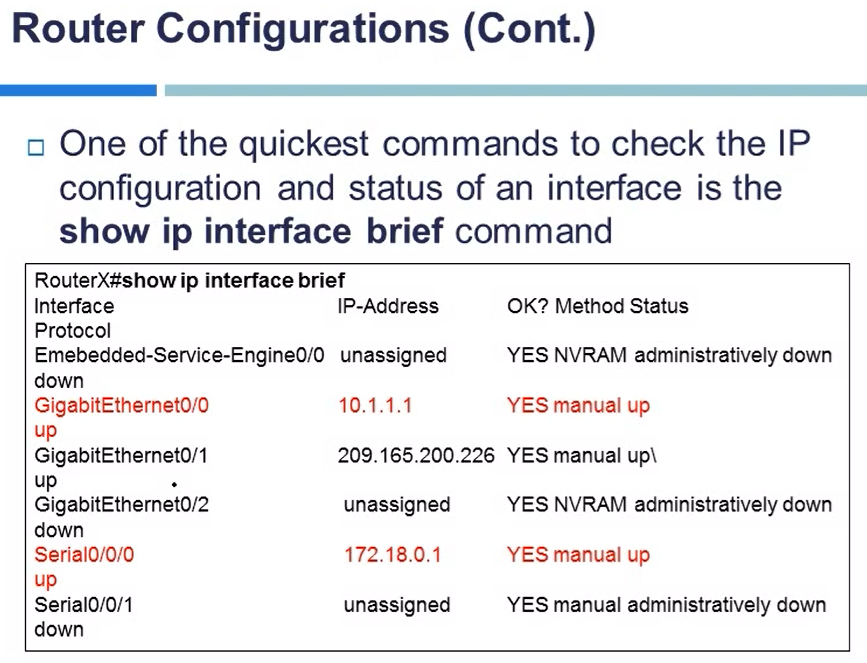 Router Configurations (Cont.)
One of the quickest commands to check the IP
configuration and status of an interface is the
show ip interface brief command
RouterX#show ip interface brief
Interface IP-Address OK? Method Status
Protocol
Emebedded-Service-Engine0/0 unassigned YES NVRAM administratively down
down
GigabitEthernet0/0 10.1.1.1 YES manual up
up
GigabitEthernet0/1 209.165.200.226 YES manual up\
up
GigabitEthernet0/2 unassigned YES NVRAM administratively down
down
Serial0/0/0 172.18.0.1 YES manual up
up
Serial0/0/1 unassigned YES manual administratively down
down